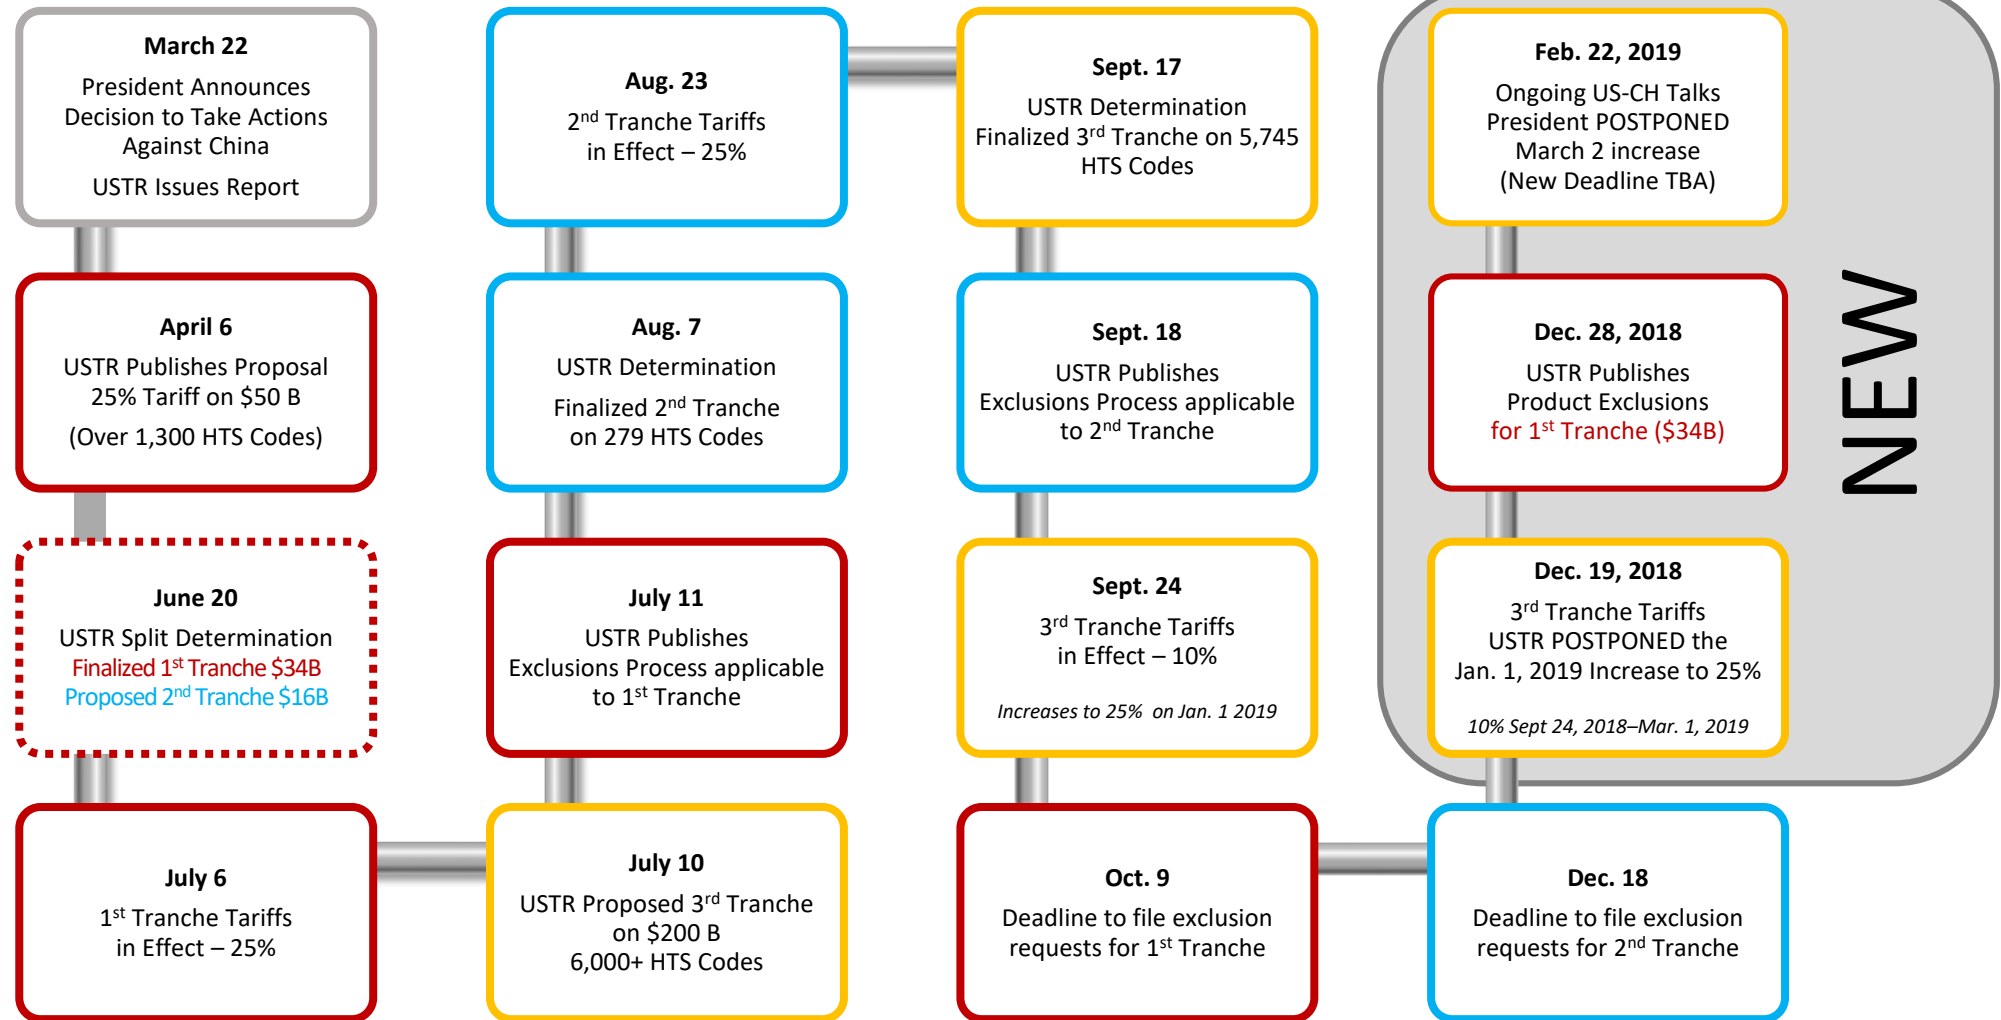 March 22
President Announces
Decision to Take Actions
Against China
USTR Issues Report
April 6
USTR Publishes Proposal
25% Tariff on $50 B
(Over 1,300 HTS Codes)
June 20
USTR Split Determination
Finalized 1st Tranche $34B
Proposed 2nd Tranche $16B
July 6
1st Tranche Tariffs
in Effect – 25%
July 10
USTR Proposed 3rd Tranche
on $200 B
6,000+ HTS Codes
July 11
USTR Publishes
Exclusions Process applicable
to 1st Tranche
Aug. 7
USTR Determination
Finalized 2nd Tranche
on 279 HTS Codes
Aug. 23
2nd Tranche Tariffs
in Effect – 25%
Sept. 17
USTR Determination
Finalized 3rd Tranche on 5,745
HTS Codes
Sept. 18
USTR Publishes
Exclusions Process applicable
to 2nd Tranche
Sept. 24
3rd Tranche Tariffs
in Effect – 10%
Increases to 25% on Jan. 1 2019
Oct. 9
Deadline to file exclusion
requests for 1st Tranche
Dec. 18
Deadline to file exclusion
requests for 2nd Tranche
Dec. 19, 2018
3rd Tranche Tariffs
USTR POSTPONED the
Jan. 1, 2019 Increase to 25%
10% Sept 24, 2018–Mar. 1, 2019
Dec. 28, 2018
USTR Publishes
Product Exclusions
for 1st Tranche ($34B)
Feb. 22, 2019
Ongoing US-CH Talks
President POSTPONED
March 2 increase
(New Deadline TBA)
NEW